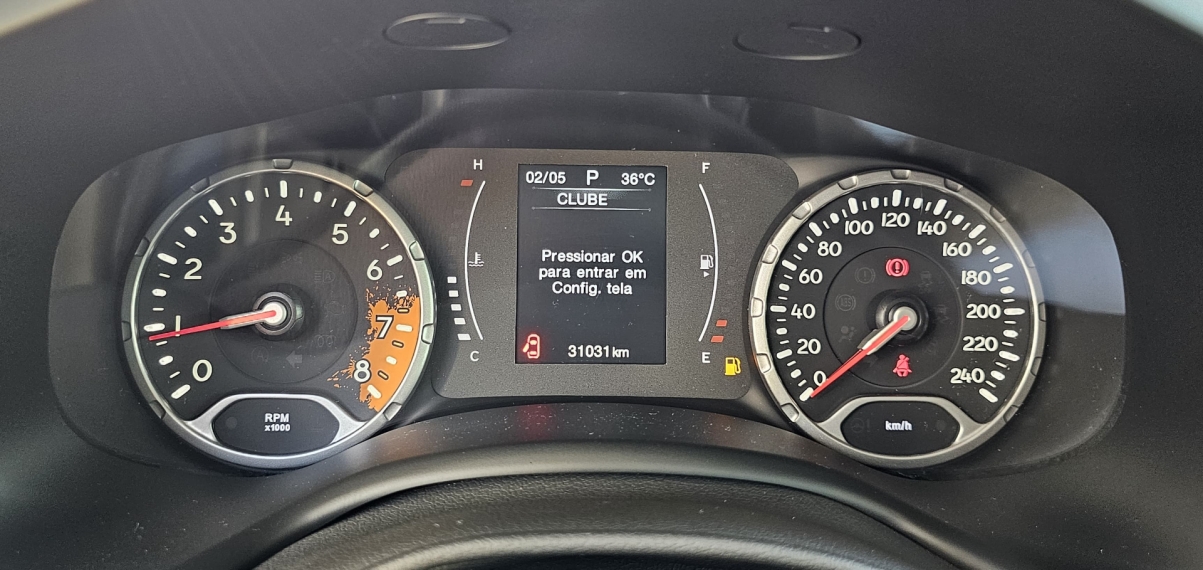 02/05 P 36°C
CLUBE
Pressionar OK
para entrar em
Config. tela
31031 km
H
C
F
E
0
1
2
3
4
5
6
7
8
RPM
x1000
0
20
40
60
80
100
120
140
160
180
200
220
240
km/h